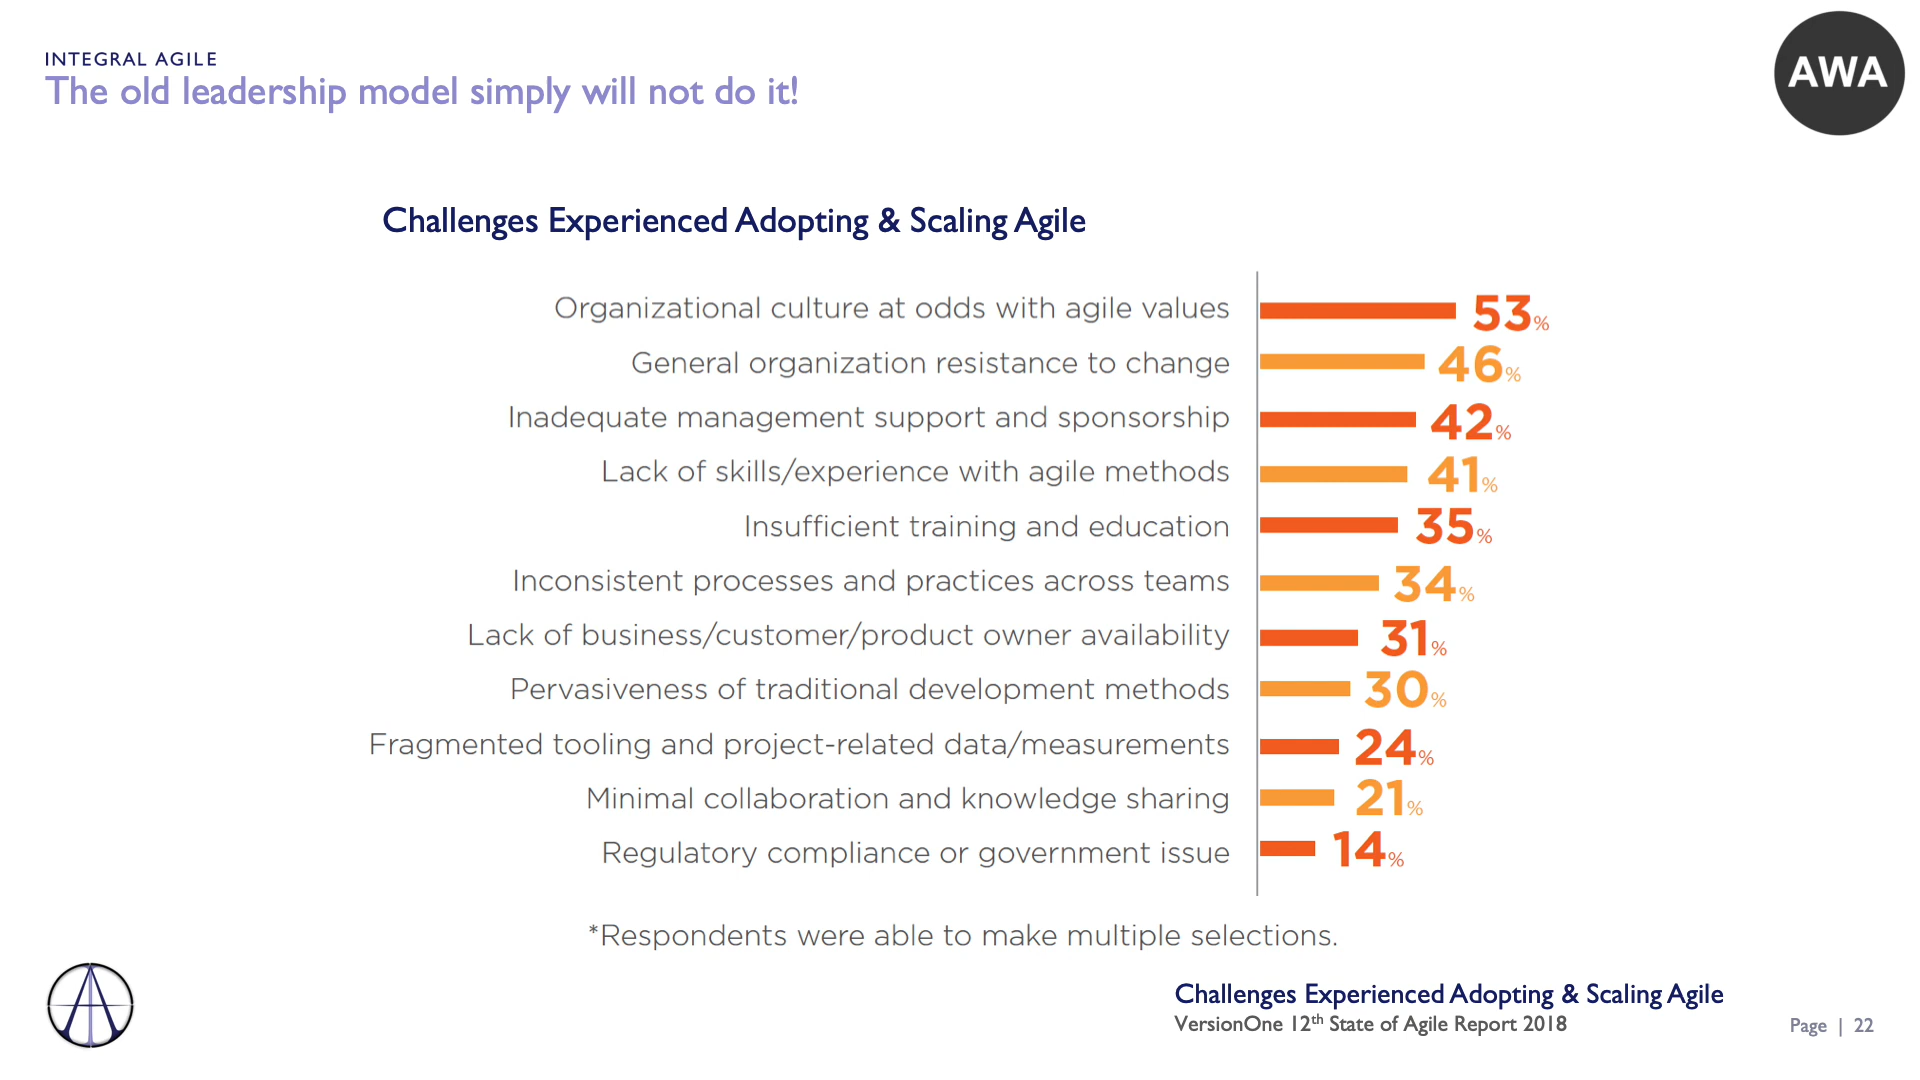 INTEGRAL AGILE
The old leadership model simply will not do it!
AWA
Challenges Experienced Adopting & Scaling Agile
Organizational culture at odds with agile values 53%
General organization resistance to change 46%
Inadequate management support and sponsorship 42%
Lack of skills/experience with agile methods 41%
Insufficient training and education 35%
Inconsistent processes and practices across teams 34%
Lack of business/customer/product owner availability 31%
Pervasiveness of traditional development methods 30%
Fragmented tooling and project-related data/measurements 24%
Minimal collaboration and knowledge sharing 21%
Regulatory compliance or government issue 14%
*Respondents were able to make multiple selections.
Challenges Experienced Adopting & Scaling Agile
VersionOne 12th State of Agile Report 2018
Page | 22